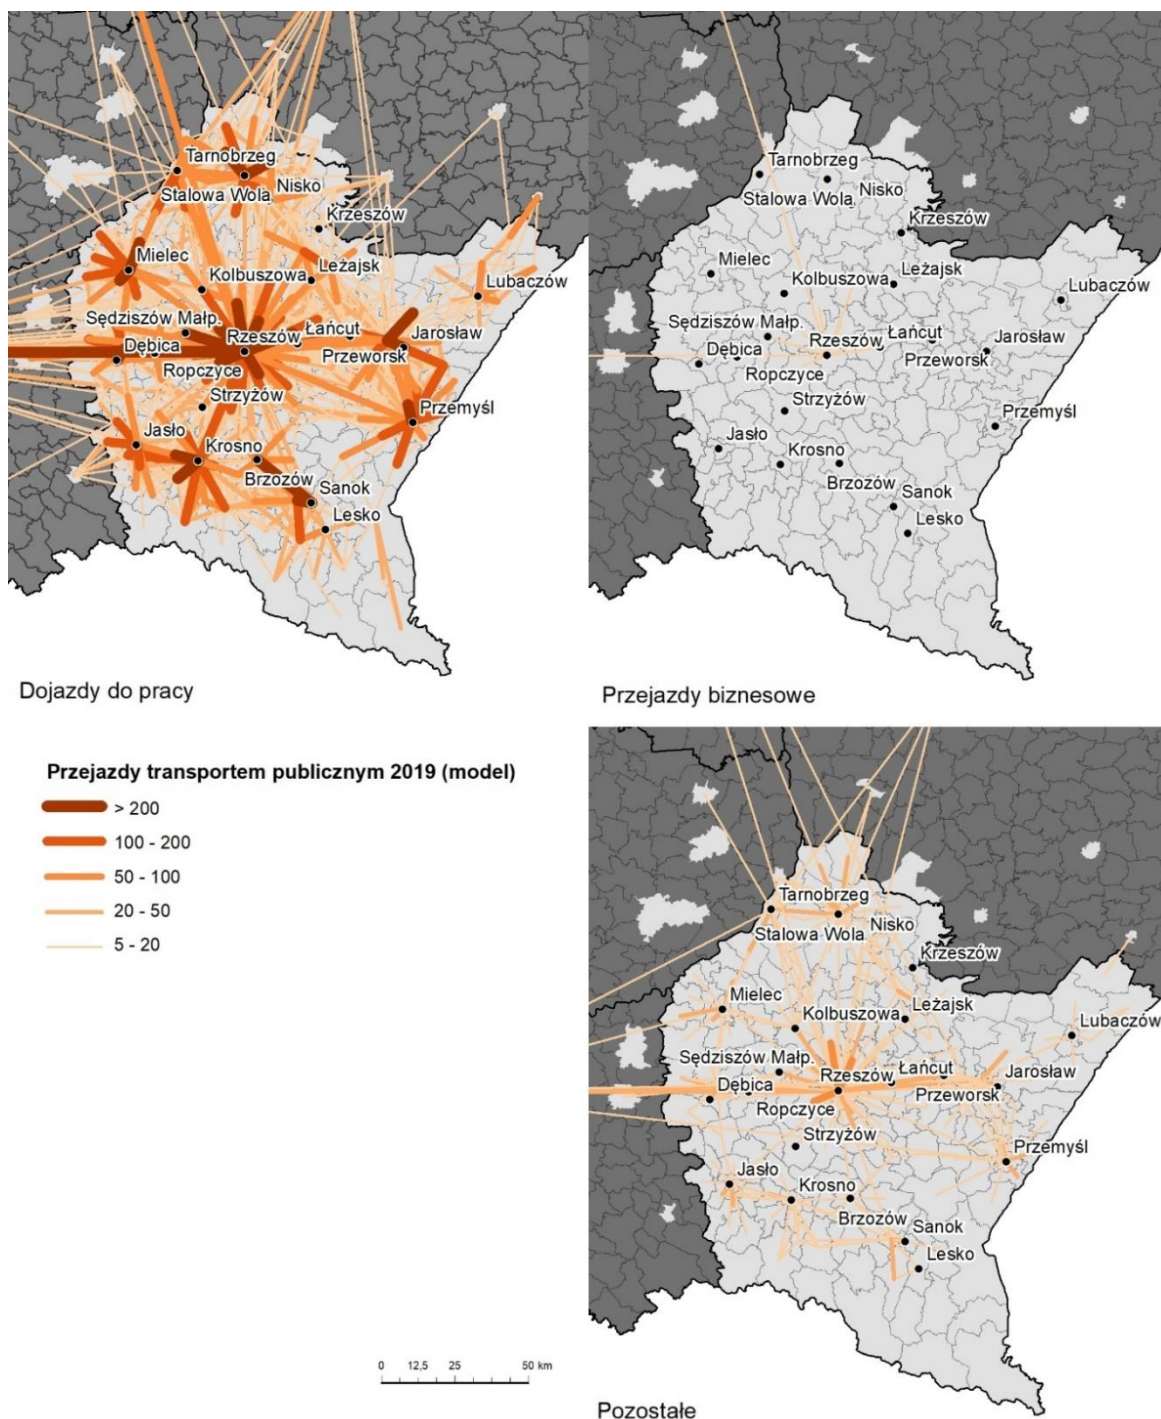 Tarnobrzeg
Stalowa Wola
Nisko
Krzeszów
Mielec
Kolbuszowa
Leżajsk
Lubaczów
Sędziszów Małp.
Rzeszów
Łańcut
Jarosław
Dębica
Przeworsk
Ropczyce
Strzyżów
Przemyśl
Jasło
Krosno
Brzozów
Sanok
Lesko
Dojazdy do pracy
Tarnobrzeg
Stalowa Wola
Nisko
Krzeszów
Mielec
Kolbuszowa
Leżajsk
Lubaczów
Sędziszów Małp.
Rzeszów
Łańcut
Jarosław
Dębica
Przeworsk
Ropczyce
Strzyżów
Przemyśl
Jasło
Krosno
Brzozów
Sanok
Lesko
Przejazdy biznesowe
Przejazdy transportem publicznym 2019 (model)
> 200
100 - 200
50 - 100
20 - 50
5 - 20
0 12,5 25 50 km
Tarnobrzeg
Stalowa Wola
Nisko
Krzeszów
Mielec
Kolbuszowa
Leżajsk
Lubaczów
Sędziszów Małp.
Rzeszów
Łańcut
Jarosław
Dębica
Przeworsk
Ropczyce
Strzyżów
Przemyśl
Jasło
Krosno
Brzozów
Sanok
Lesko
Pozostałe